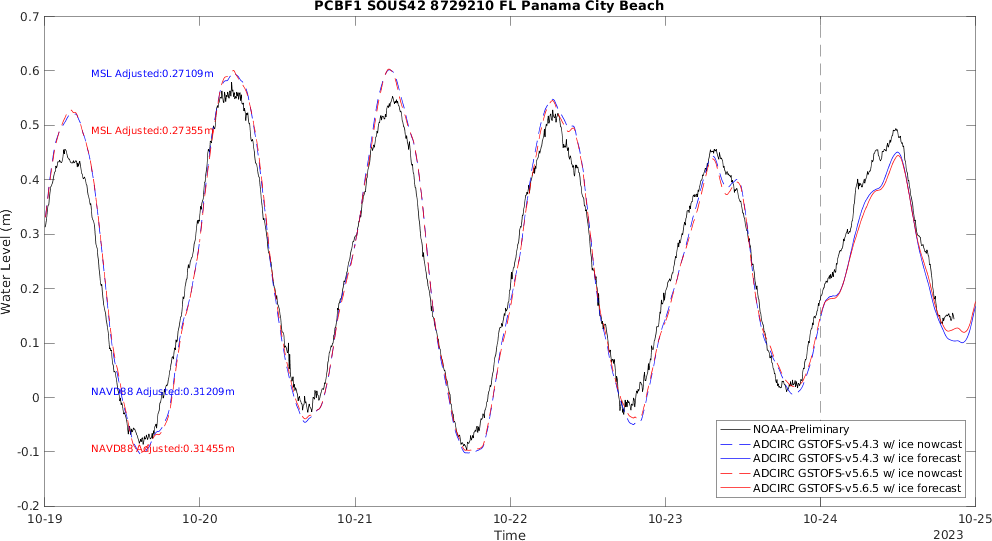 PCBF1 SOUS42 8729210 FL Panama City Beach
0.7
0.6
0.5
0.4
0.3
0.2
0.1
0
-0.1
-0.2
Water Level (m)
MSL Adjusted:0.27109m
MSL Adjusted:0.27355m
NAVD88 Adjusted:0.31209m
NAVD88 Adjusted:0.31455m
NOAA-Preliminary
ADCIRC GSTOFS-v5.4.3 w/ ice nowcast
ADCIRC GSTOFS-v5.4.3 w/ ice forecast
ADCIRC GSTOFS-v5.6.5 w/ ice nowcast
ADCIRC GSTOFS-v5.6.5 w/ ice forecast
10-19 10-20 10-21 10-22 10-23 10-24 10-25
Time
2023